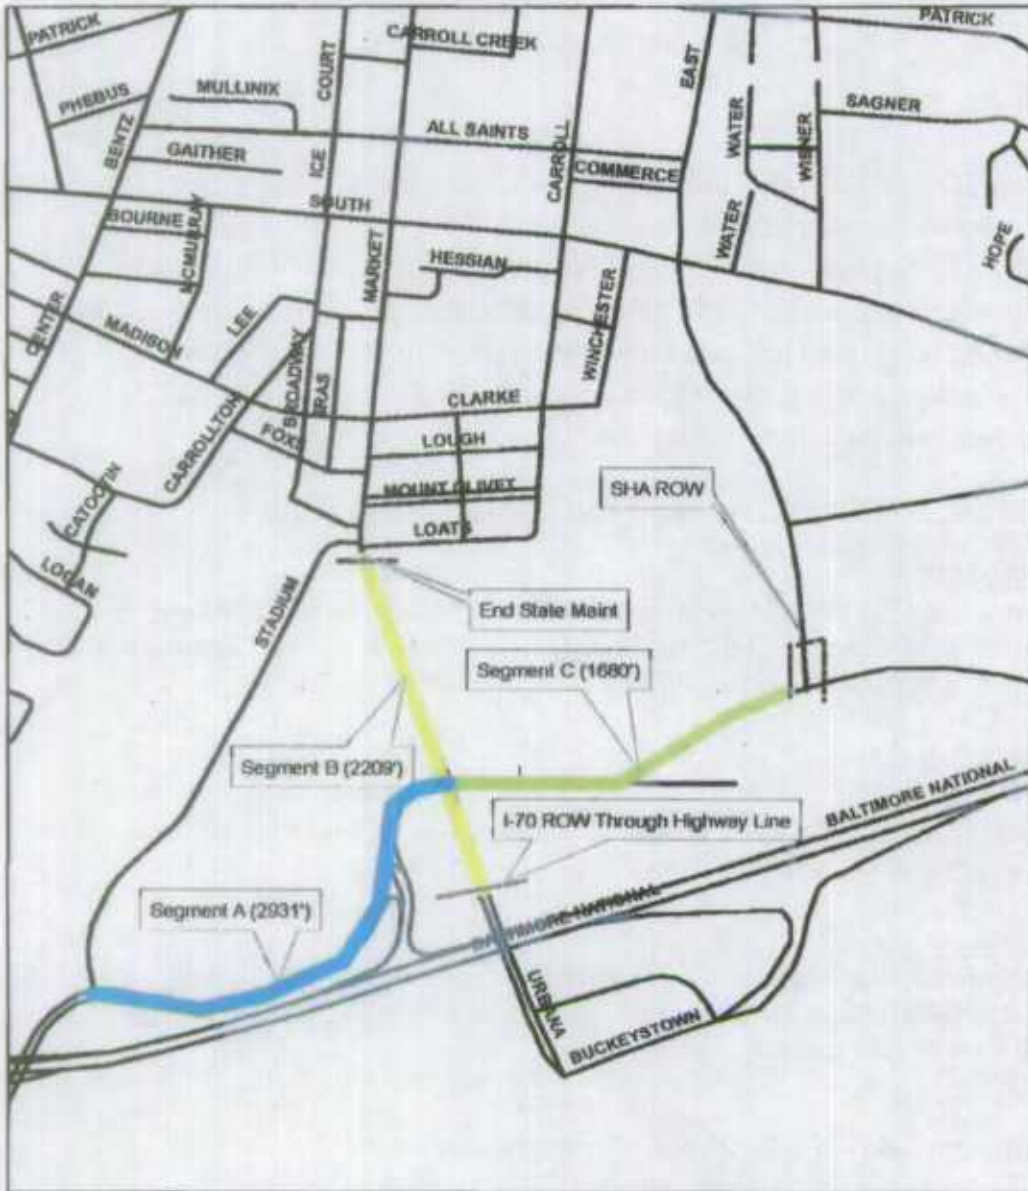 PATRICK
PATRICK
CARROLL CREEK
COURT
EAST
PHEBUS
MULLINIX
WATER
WISNER
SAGNER
BENTZ
ALL SAINTS
CARROLL
GAITHER
ICE
COMMERCE
SOUTH
BOURNE
MCMURRAY
MARKET
HESSIAN
WATER
HOPE
CENTER
MADISON
LEE
BROADWAY
WINCHESTER
CLARKE
CARROLLTON
FOX
LOUGH
MOUNT OLIVET
SHA ROW
CATOCTIN
LOATS
LOGAN
STADIUM
End State Maint
Segment C (1680')
Segment B (2209')
BALTIMORE NATIONAL
I-70 ROW Through Highway Line
Segment A (2931')
BALTIMORE NATIONAL
URBANA
BUCKEYSTOWN